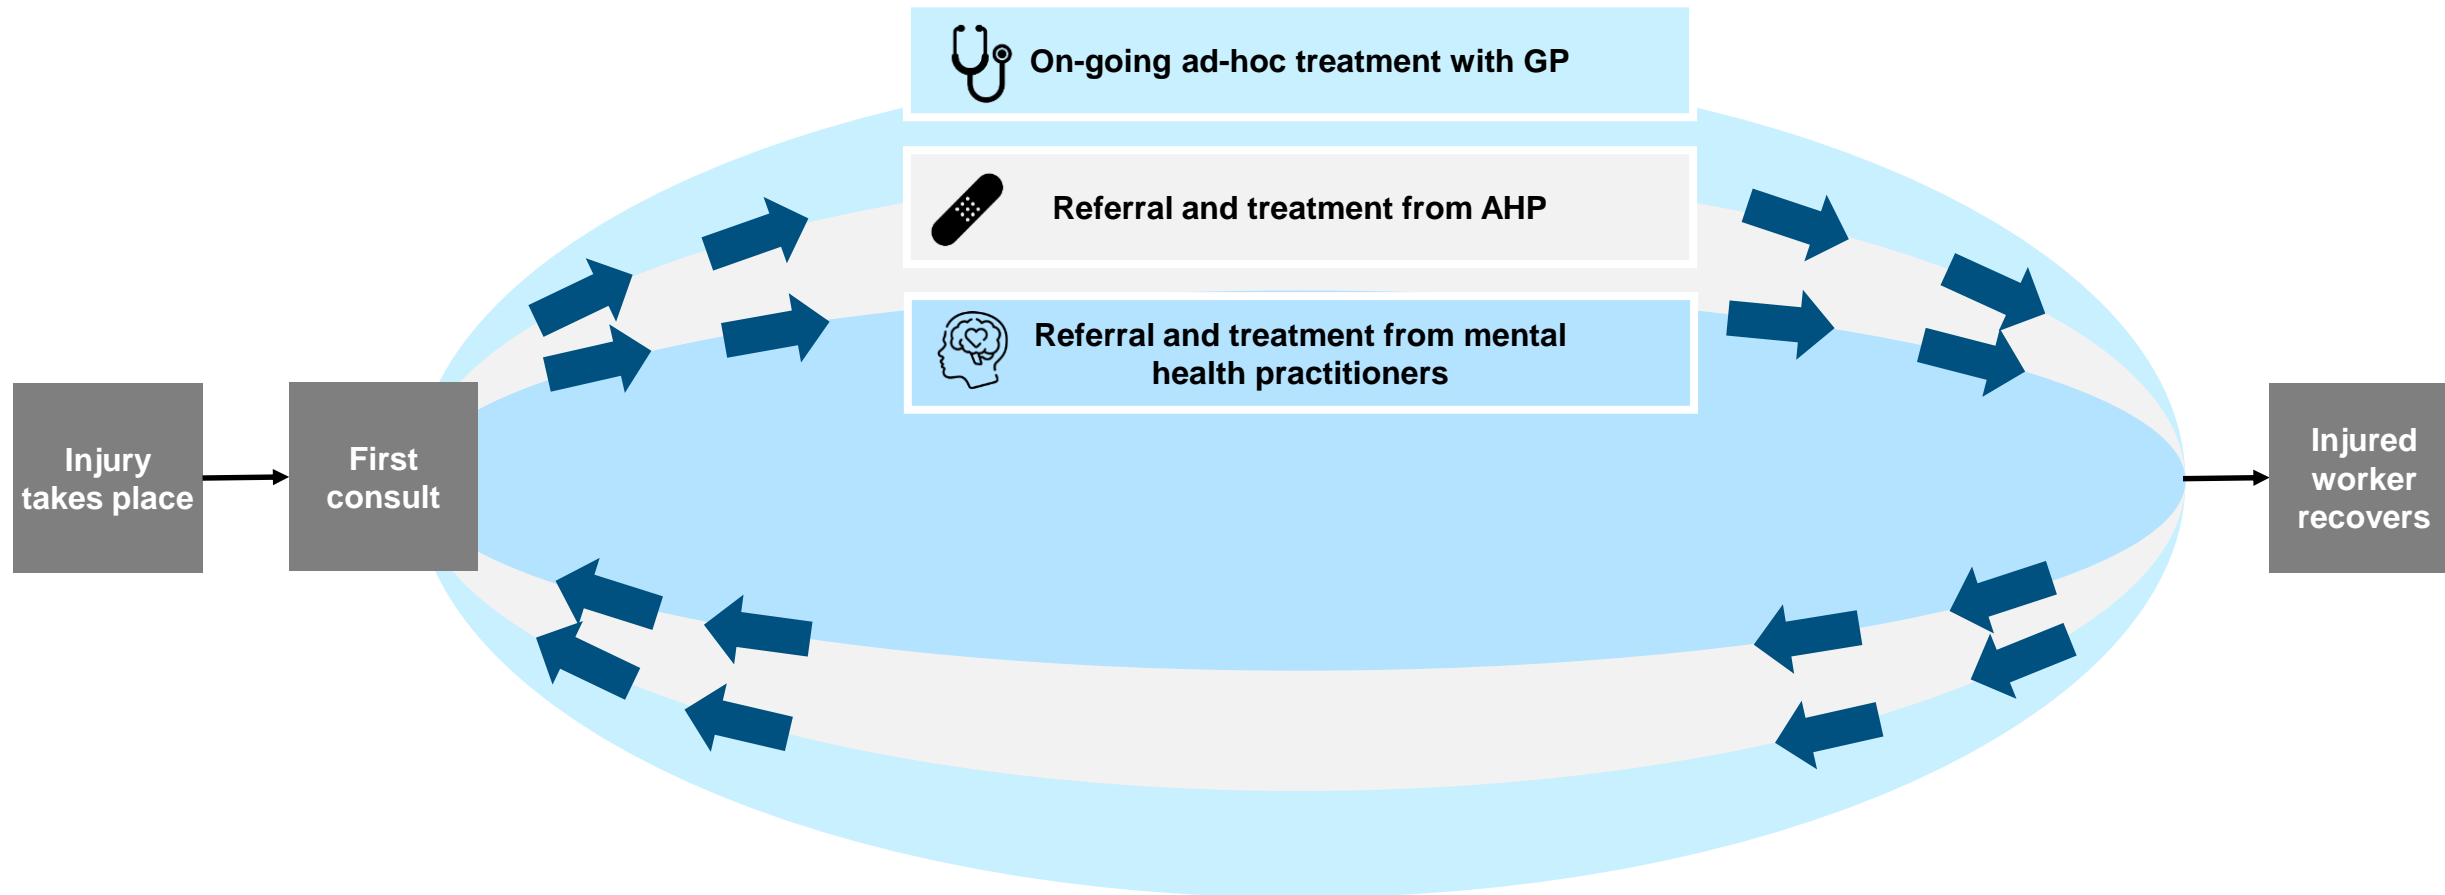 On-going ad-hoc treatment with GP
Referral and treatment from AHP
Referral and treatment from mental
health practitioners
Injury
takes place
First
consult
Injured
worker
recovers